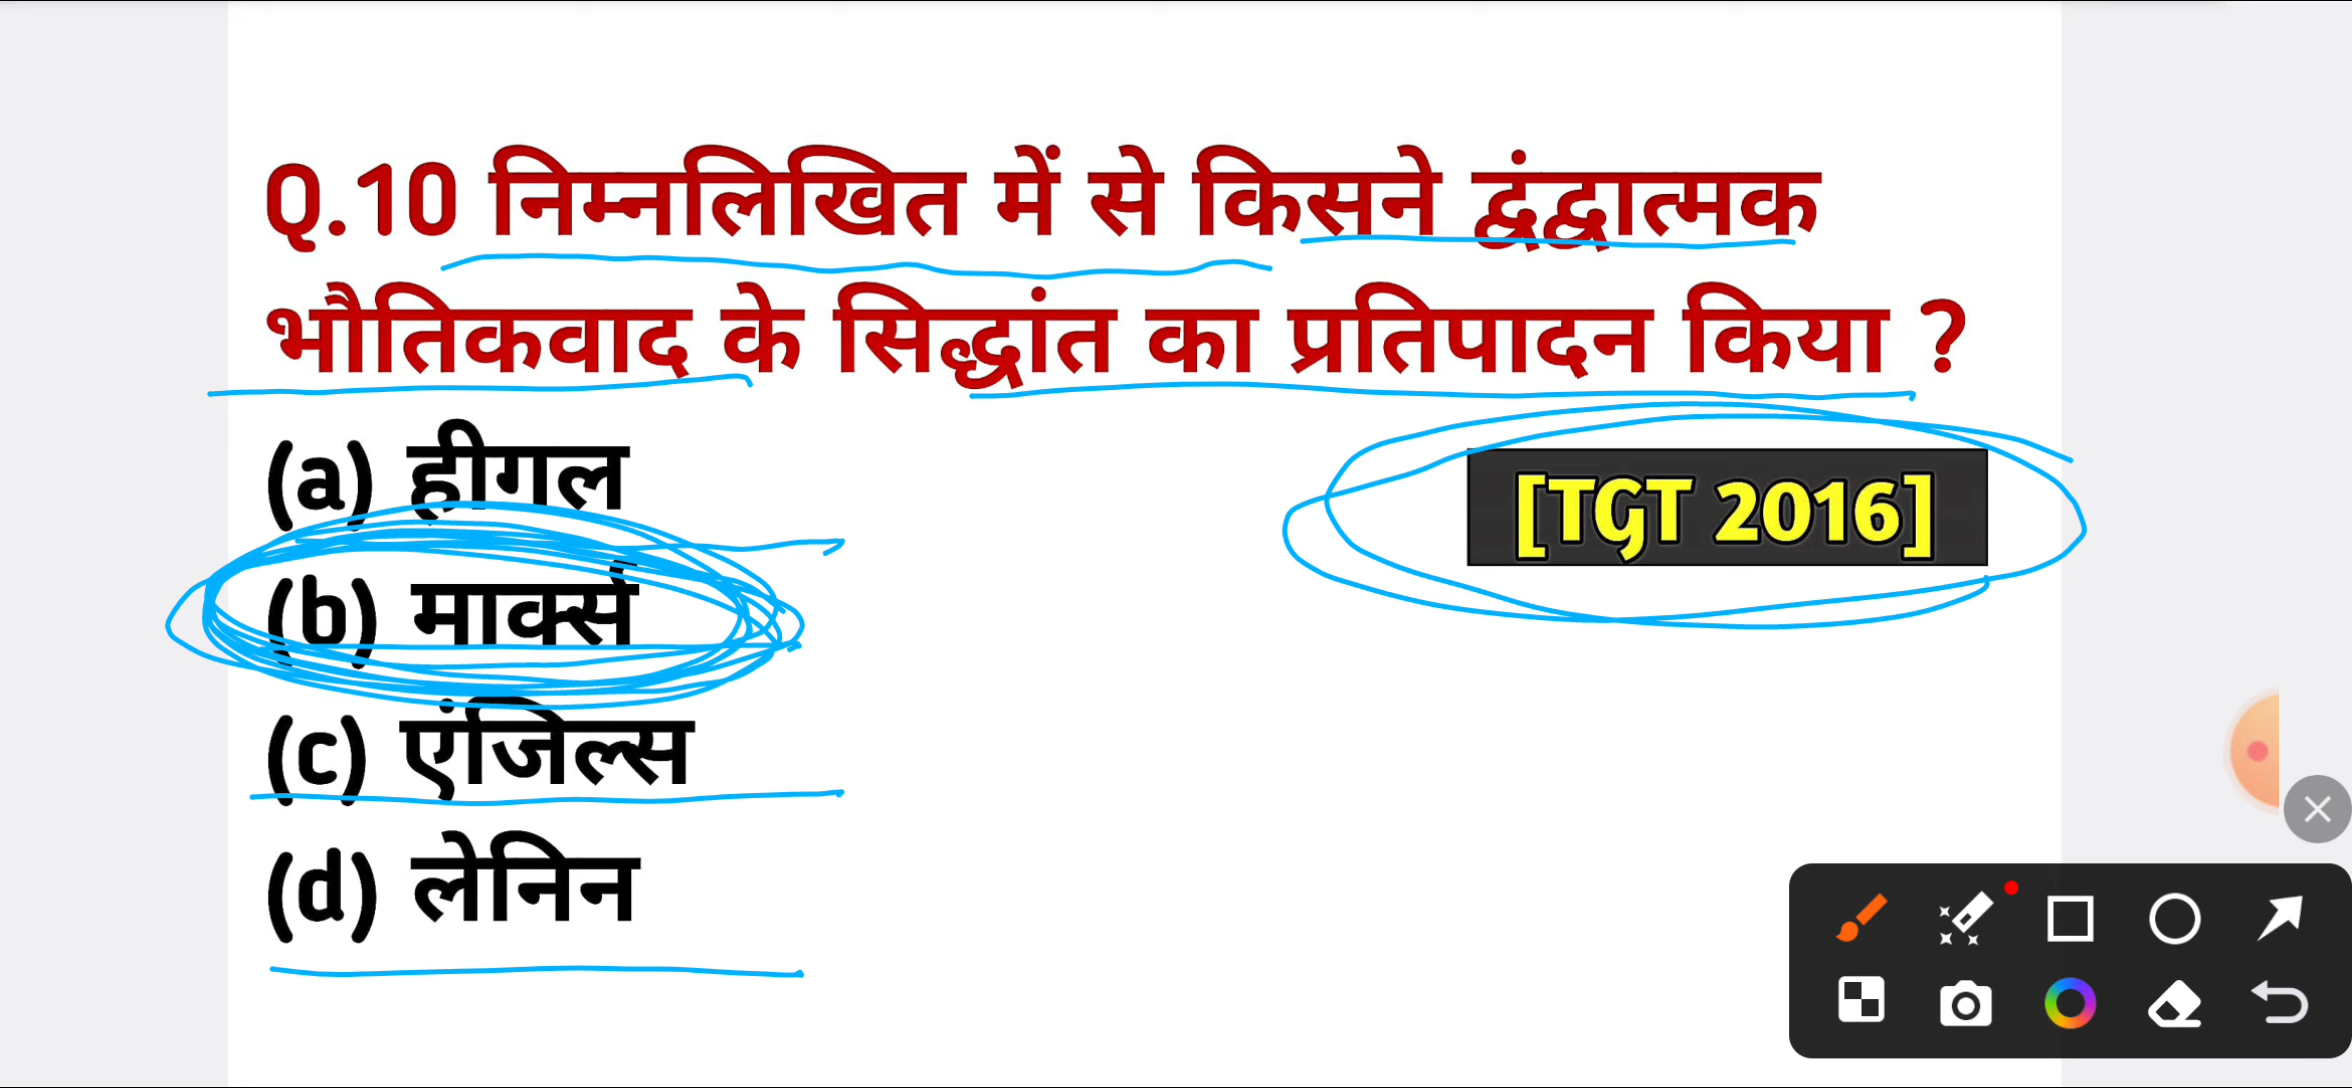 Q.10 निम्नलिखित में से किसने द्वंद्वात्मक
भौतिकवाद के सिद्धांत का प्रतिपादन किया ?
(a) हीगल
[TGT 2016]
(b) मार्क्स
(c) एंजिल्स
(d) लेनिन